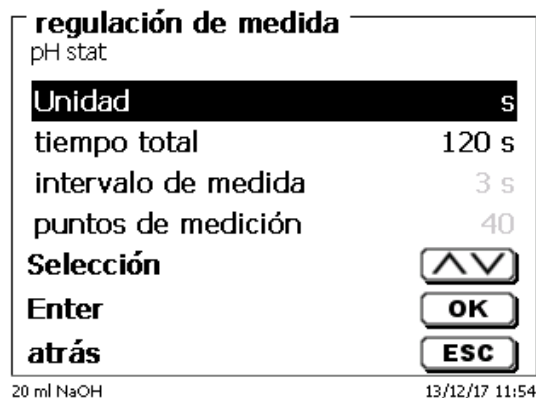 regulación de medida
pH stat
Unidad s
tiempo total 120 s
intervalo de medida 3 s
puntos de medición 40
Selección
Enter OK
atrás ESC
20 ml NaOH 13/12/17 11:54